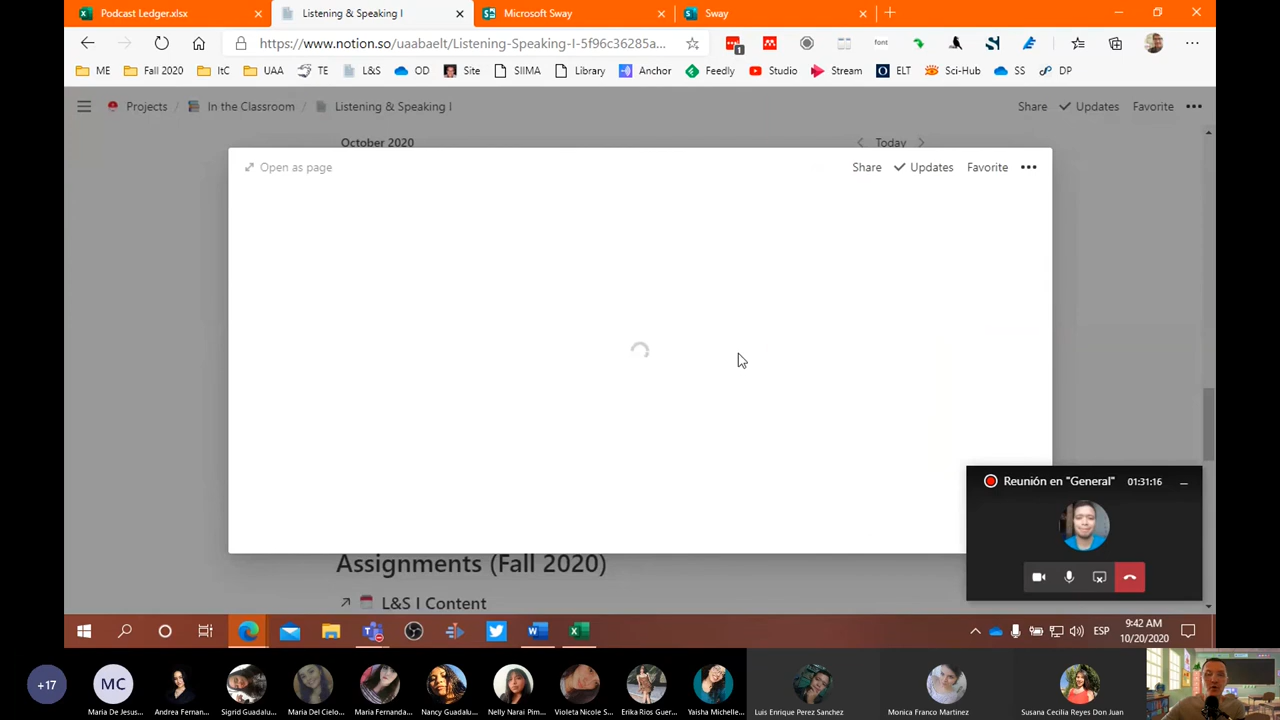 Podcast Ledger.xlsx
Listening & Speaking I
Microsoft Sway
Sway
https://www.notion.so/uaabaelt/Listening-Speaking-I-5f96c36285a...
1
font
ME
Fall 2020
ItC
UAA
TE
L&S
OD
Site
SIIMA
Library
Anchor
Feedly
Studio
Stream
ELT
Sci-Hub
SS
DP
Projects / In the Classroom / Listening & Speaking I
Share
Updates
Favorite
October 2020
Today
Open as page
Share
Updates
Favorite
Reunión en "General"
01:31:16
Assignments (Fall 2020)
L&S I Content
ESP
9:42 AM
10/20/2020
+17
MC
Maria De Jesus...
Andrea Fernan...
Sigrid Guadalu...
Maria Del Cielo...
Maria Fernanda...
Nancy Guadalu...
Nelly Narai Pim...
Violeta Nicole S...
Erika Rios Guer...
Yaisha Michelle...
Luis Enrique Perez Sanchez
Monica Franco Martinez
Susana Cecilia Reyes Don Juan